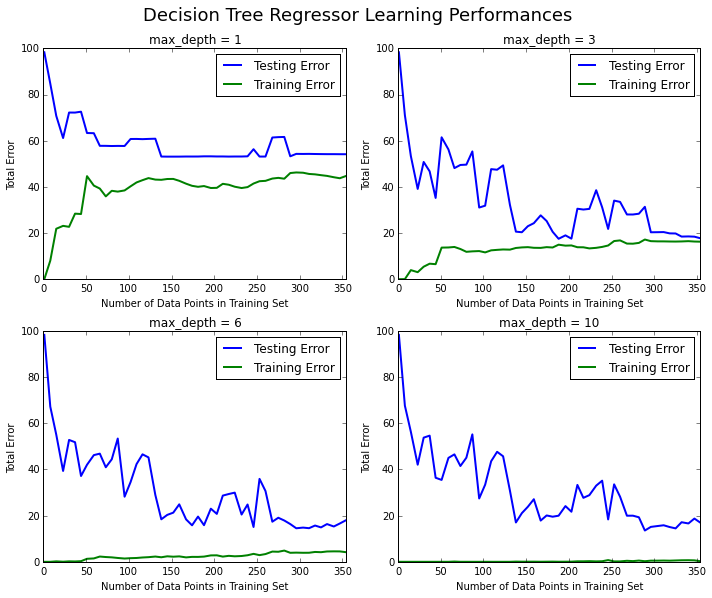 Decision Tree Regressor Learning Performances
max_depth = 1
100
80
60
40
20
0
Total Error
Testing Error
Training Error
0 50 100 150 200 250 300 350
Number of Data Points in Training Set
max_depth = 3
100
80
60
40
20
0
Total Error
Testing Error
Training Error
0 50 100 150 200 250 300 350
Number of Data Points in Training Set
max_depth = 6
100
80
60
40
20
0
Total Error
Testing Error
Training Error
0 50 100 150 200 250 300 350
Number of Data Points in Training Set
max_depth = 10
100
80
60
40
20
0
Total Error
Testing Error
Training Error
0 50 100 150 200 250 300 350
Number of Data Points in Training Set